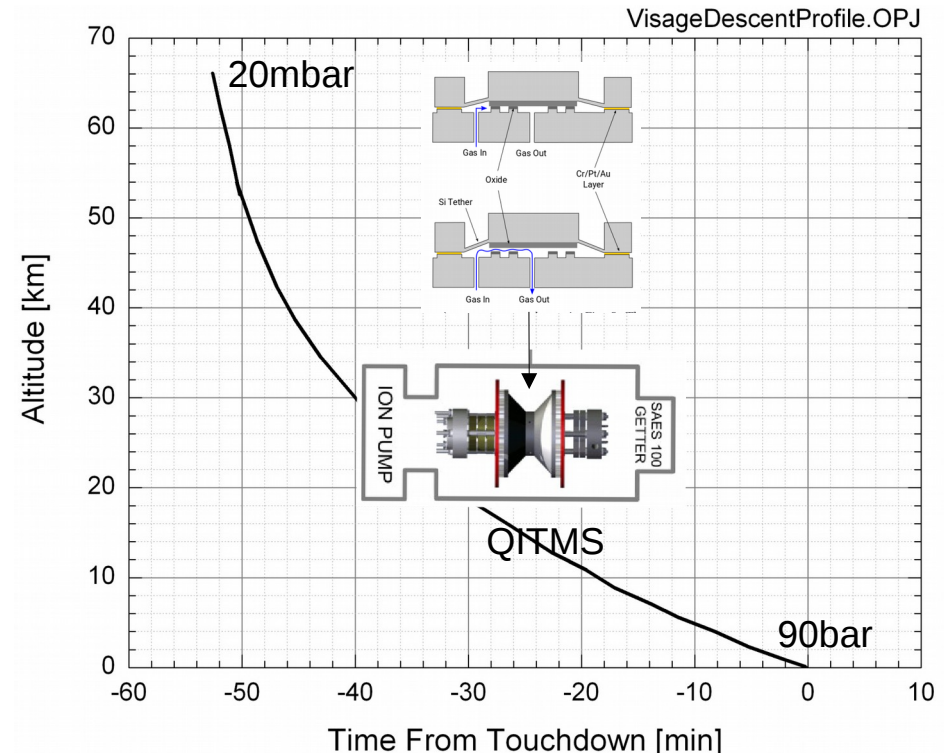 VisageDescentProfile.OPJ
70
60
50
40
30
20
10
0
Altitude [km]
20mbar
Gas In
Gas Out
Oxide
Cr/Pt/Au
Layer
Si Tether
Gas In
Gas Out
ION PUMP
SAES 100
GETTER
QITMS
90bar
-60
-50
-40
-30
-20
-10
0
10
Time From Touchdown [min]